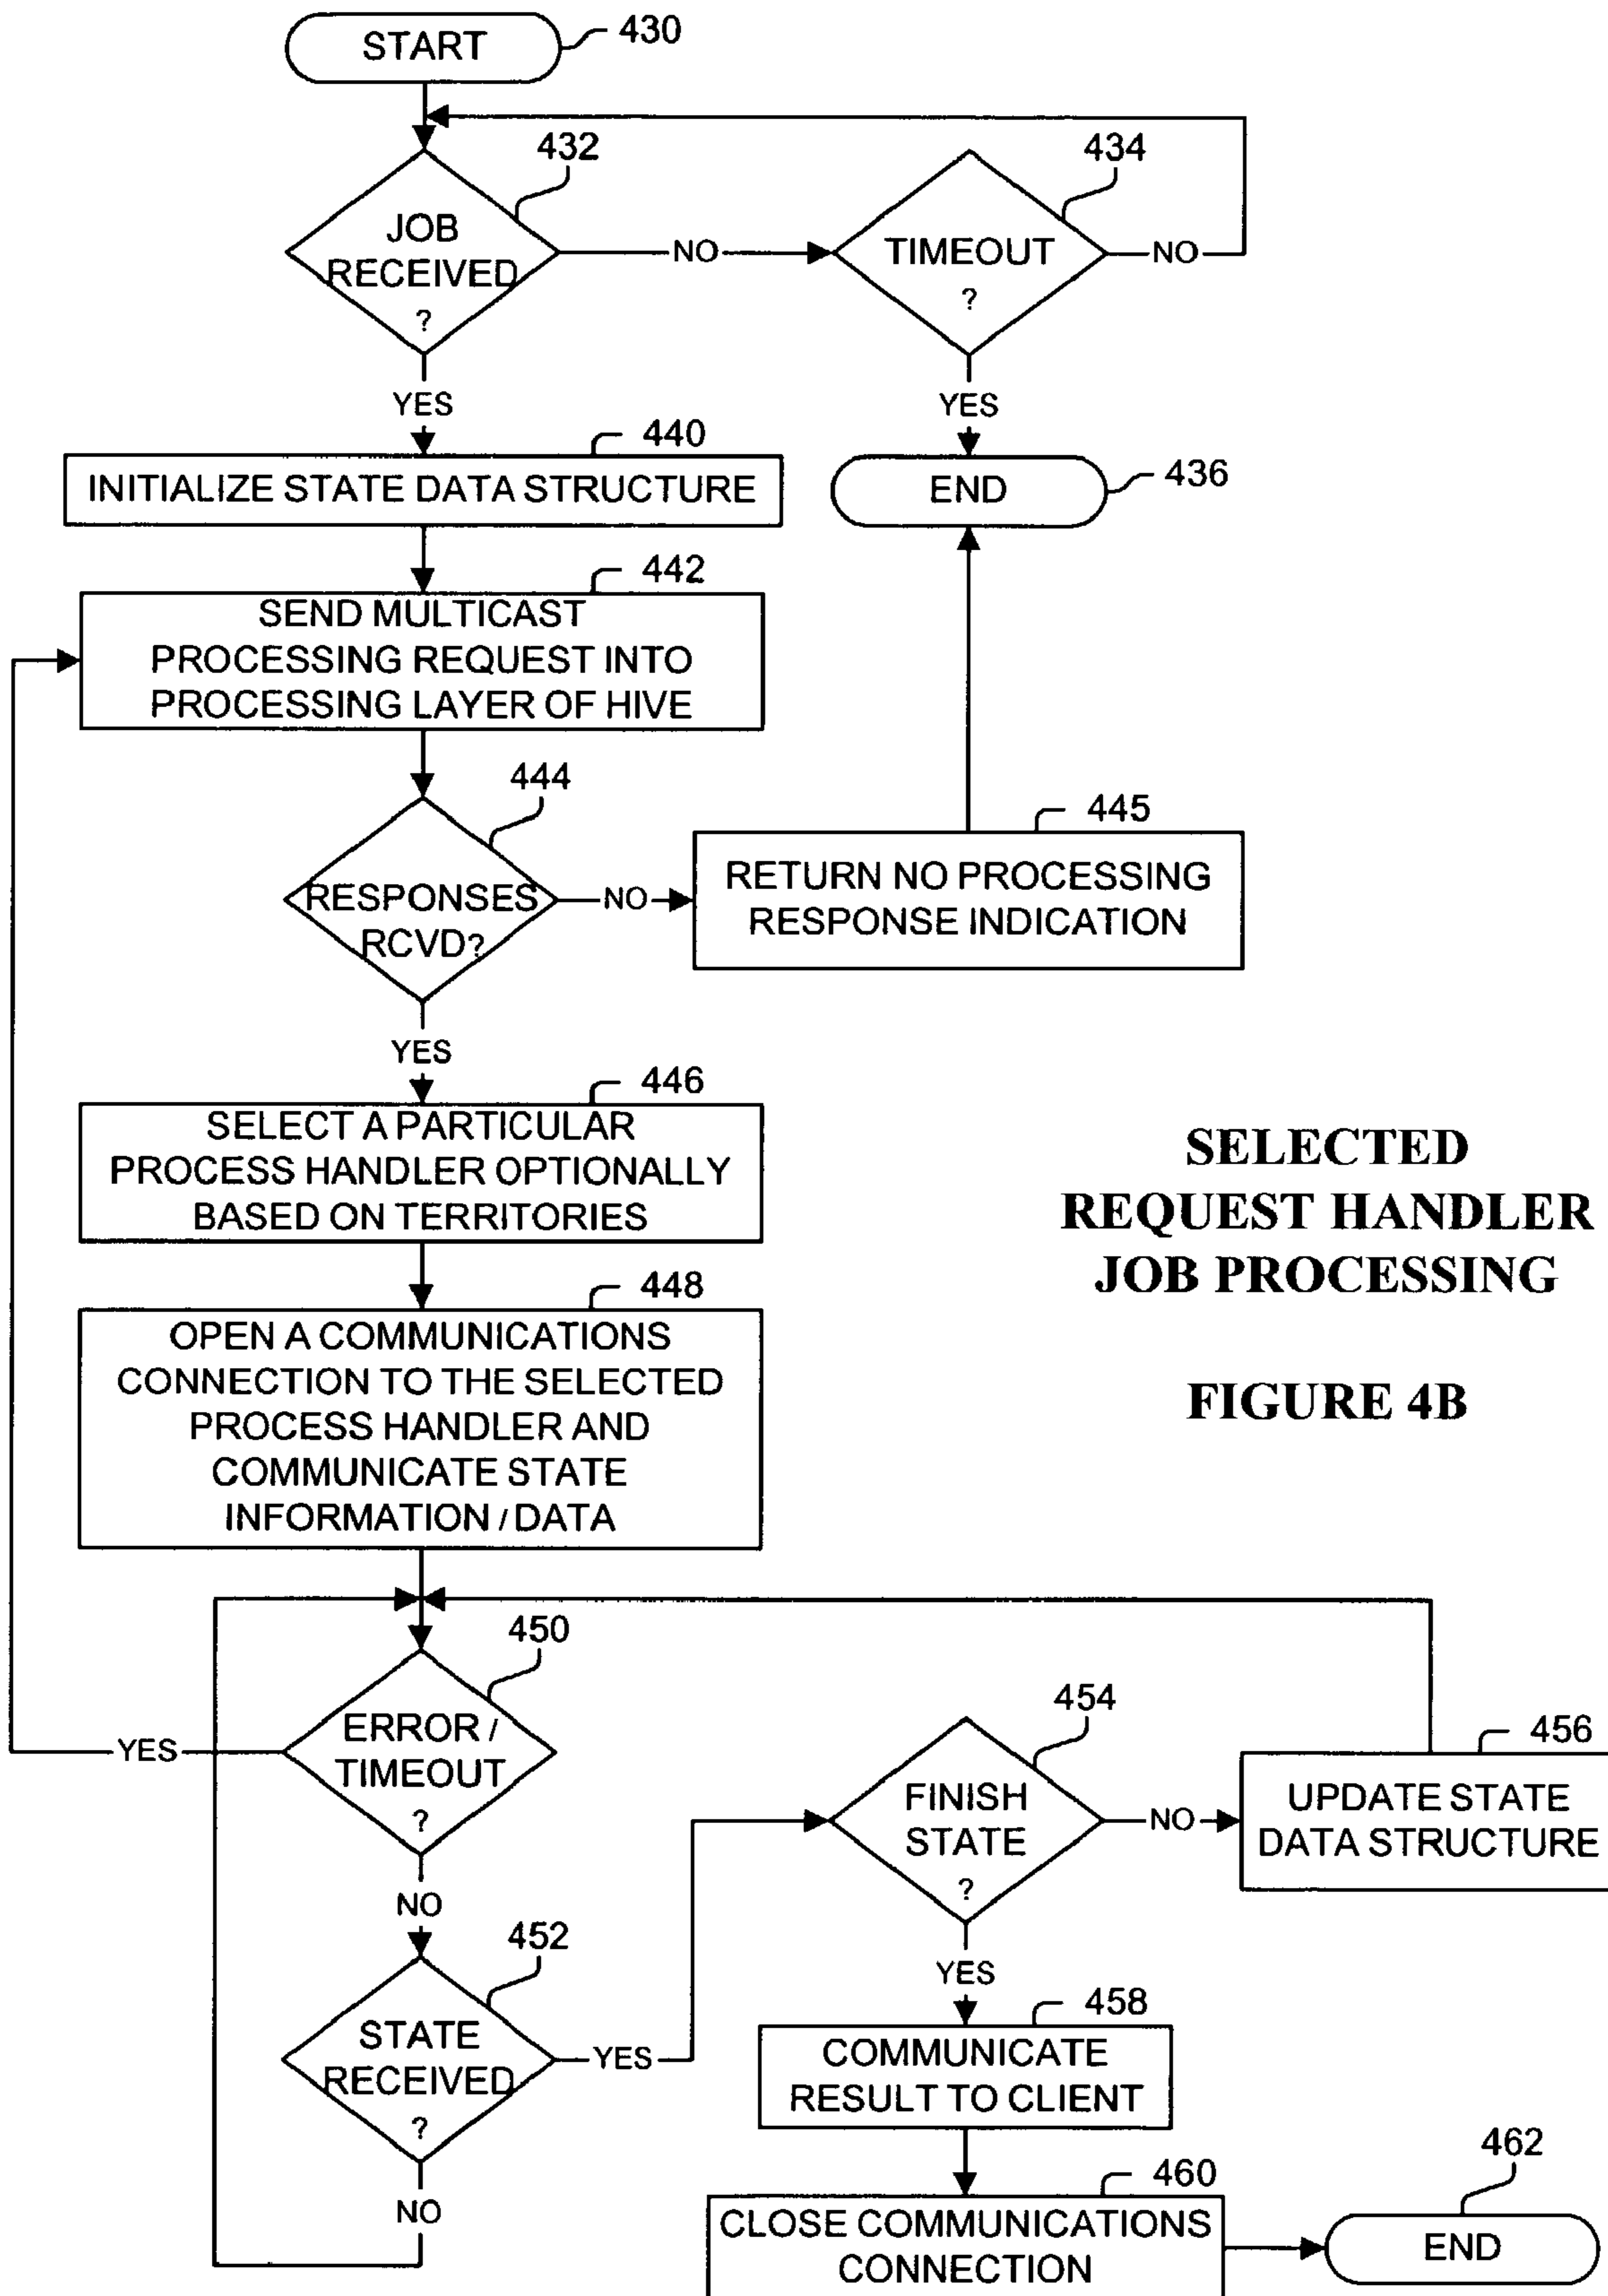 START
430
432
434
JOB
RECEIVED
?
NO
TIMEOUT
?
NO
YES
YES
440
INITIALIZE STATE DATA STRUCTURE
END
436
442
SEND MULTICAST
PROCESSING REQUEST INTO
PROCESSING LAYER OF HIVE
444
RESPONSES
RCVD?
NO
445
RETURN NO PROCESSING
RESPONSE INDICATION
YES
446
SELECT A PARTICULAR
PROCESS HANDLER OPTIONALLY
BASED ON TERRITORIES
SELECTED
REQUEST HANDLER
JOB PROCESSING
FIGURE 4B
448
OPEN A COMMUNICATIONS
CONNECTION TO THE SELECTED
PROCESS HANDLER AND
COMMUNICATE STATE
INFORMATION / DATA
450
ERROR /
TIMEOUT
?
YES
NO
452
STATE
RECEIVED
?
YES
NO
454
FINISH
STATE
?
NO
456
UPDATE STATE
DATA STRUCTURE
YES
458
COMMUNICATE
RESULT TO CLIENT
460
CLOSE COMMUNICATIONS
CONNECTION
462
END